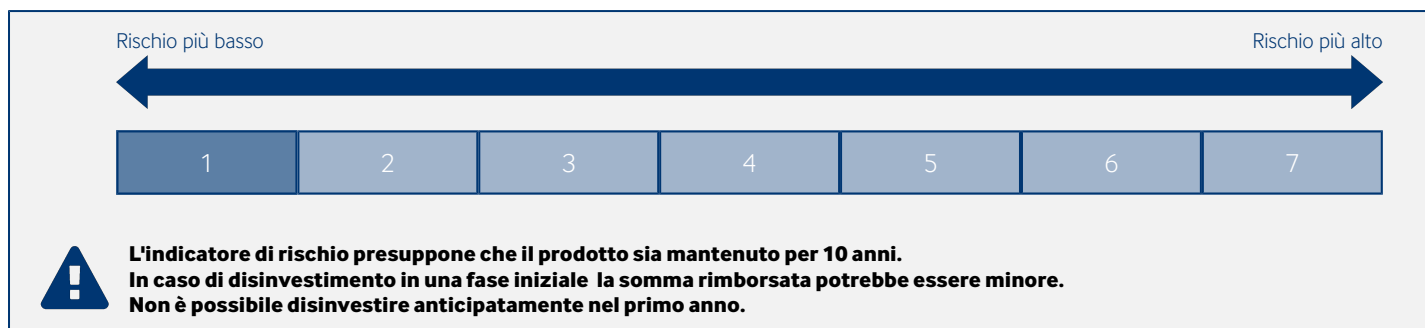 Rischio più basso Rischio più alto
1 2 3 4 5 6 7
L'indicatore di rischio presuppone che il prodotto sia mantenuto per 10 anni.
In caso di disinvestimento in una fase iniziale la somma rimborsata potrebbe essere minore.
Non è possibile disinvestire anticipatamente nel primo anno.